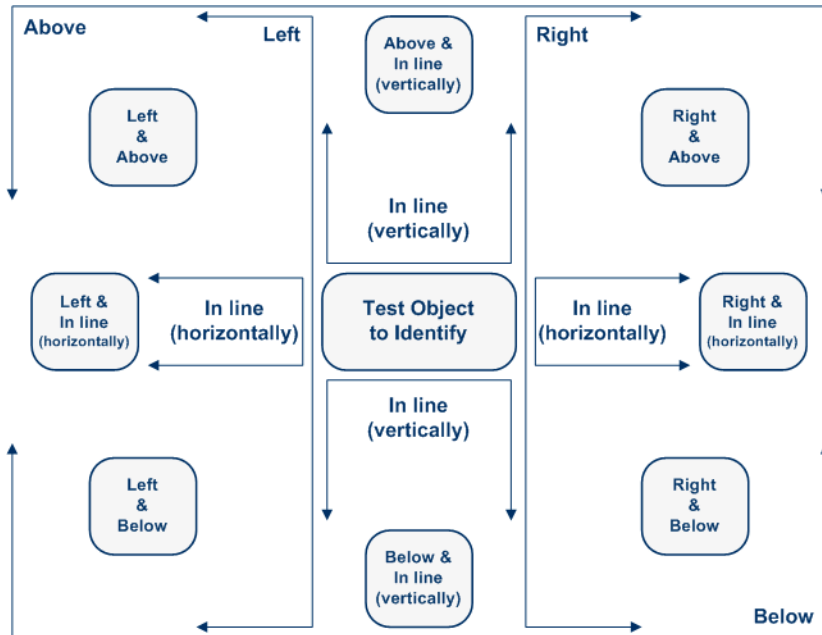 Above
Left
Right
Above &
In line
(vertically)
Left
&
Above
Right
&
Above
In line
(vertically)
Left &
In line
(horizontally)
In line
(horizontally)
Test Object
to Identify
In line
(horizontally)
Right &
In line
(horizontally)
In line
(vertically)
Left
&
Below
Right
&
Below
Below &
In line
(vertically)
Below